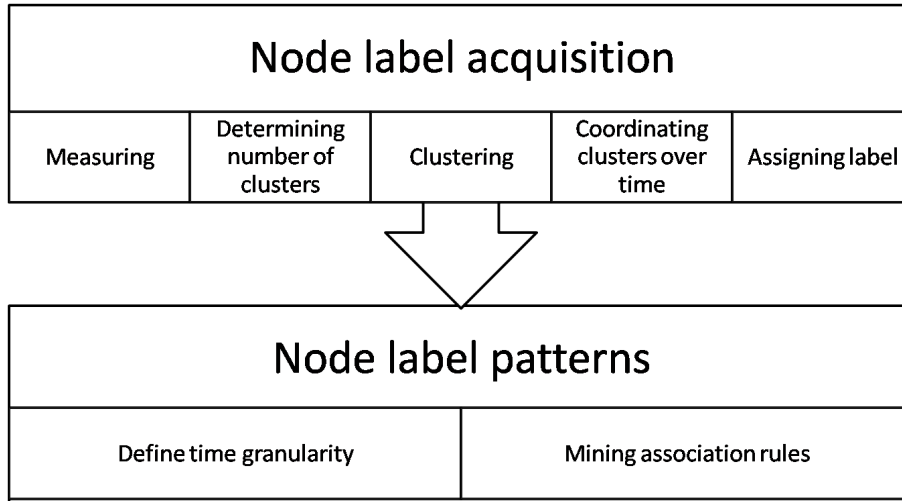 Node label acquisition
Measuring
Determining
number of
clusters
Clustering
Coordinating
clusters over
time
Assigning label
Node label patterns
Define time granularity
Mining association rules